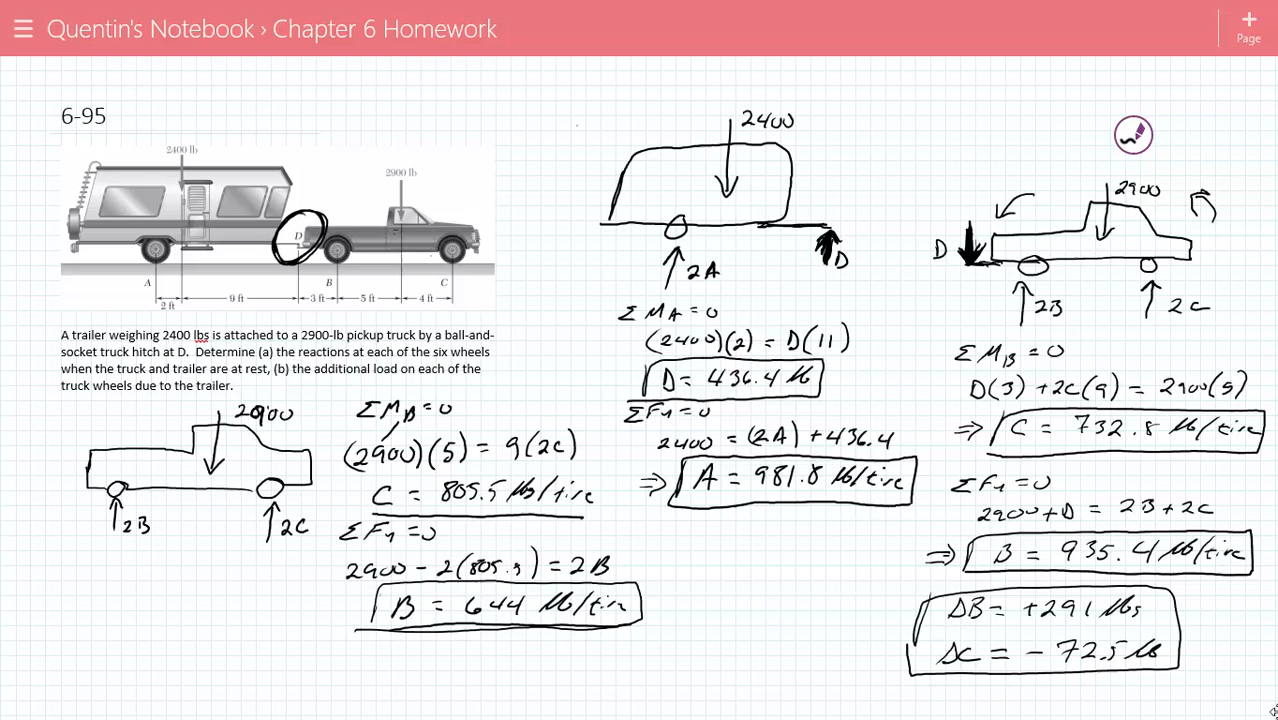 Quentin's Notebook › Chapter 6 Homework
+
Page
6-95
2400 lb
2900 lb
D
A
B
C
2 ft
9 ft
3 ft
5 ft
4 ft
A trailer weighing 2400 lbs is attached to a 2900-lb pickup truck by a ball-and-
socket truck hitch at D. Determine (a) the reactions at each of the six wheels
when the truck and trailer are at rest, (b) the additional load on each of the
truck wheels due to the trailer.
2900
2B
2C
ΣM_B = 0
(2900)(5) = 9(2C)
C = 805.5 lbs/tire
ΣFy = 0
2900 - 2(805.5) = 2B
B = 644 lb/tire
2400
2A
D
ΣM_A = 0
(2400)(2) = D(11)
D = 436.4 lb
ΣFy = 0
2400 = (2A) + 436.4
⇒ A = 981.8 lb/tire
2900
D
2B
2C
ΣM_B = 0
D(3) + 2C(9) = 2900(5)
⇒ C = 732.8 lb/tire
ΣFy = 0
2900 + D = 2B + 2C
⇒ B = 935.4 lb/tire
ΔB = +291 lbs
ΔC = - 72.5 lb